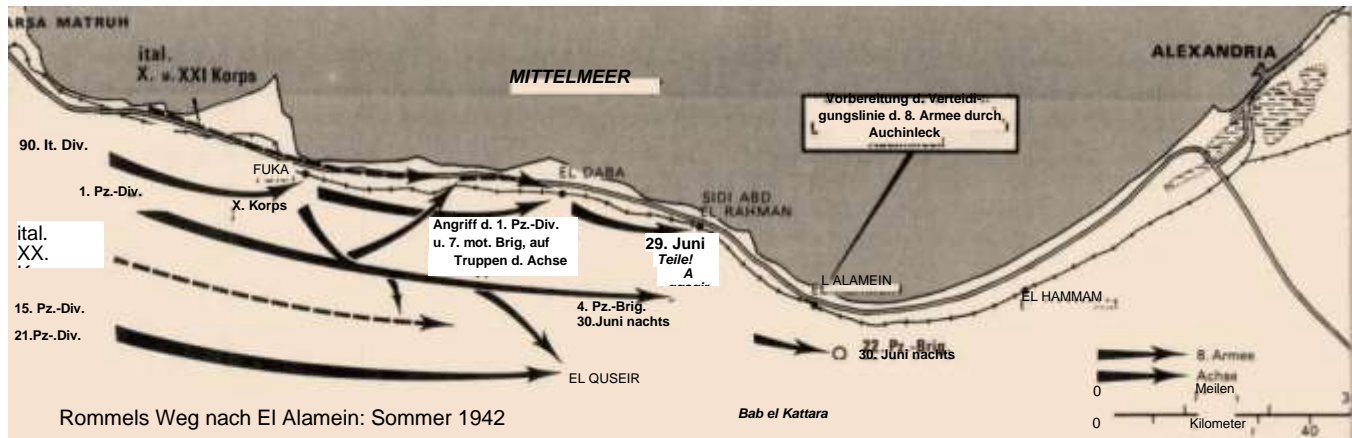 ARSA MATRUH
ital.
X. u. XXI Korps
MITTELMEER
ALEXANDRIA
Vorbereitung d. Verteldi-
gungslinie d. 8. Armee durch
Auchinleck
90. It. Div.
FUKA
EL DABA
1. Pz.-Div.
X. Korps
SIDI ABD
EL RAHMAN
ital.
XX.
Angriff d. 1. Pz.-Div.
u. 7. mot. Brig, auf
Truppen d. Achse
29. Juni
Teile!
A
L ALAMEIN
EL HAMMAM
15. Pz.-Div.
21.Pz-.Div.
4. Pz.-Brig.
30.Juni nachts
22. Pz.-Brig.
30. Juni nachts
EL QUSEIR
8. Armee
Achse
0 Meilen
0 Kilometer 40
Rommels Weg nach El Alamein: Sommer 1942
Bab el Kattara